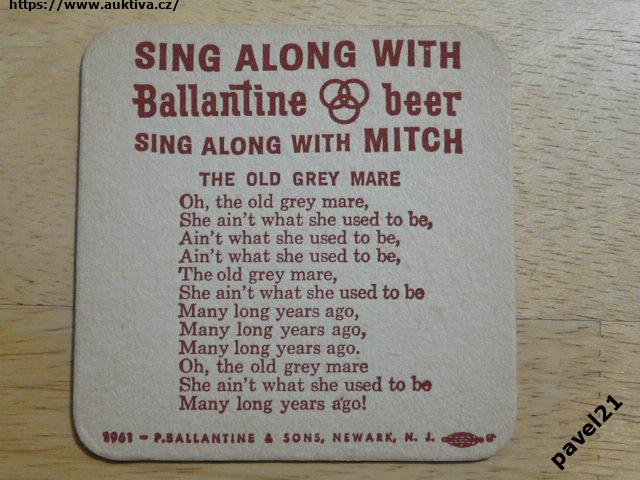 https://www.auktiva.cz/
SING ALONG WITH
Ballantine beer
SING ALONG WITH MITCH
THE OLD GREY MARE
Oh, the old grey mare,
She ain't what she used to be,
Ain't what she used to be,
Ain't what she used to be,
The old grey mare,
She ain't what she used to be
Many long years ago,
Many long years ago,
Many long years ago.
Oh, the old grey mare
She ain't what she used to be
Many long years ago!
1961 – P. BALLANTINE & SONS, NEWARK, N. J.
pavel21